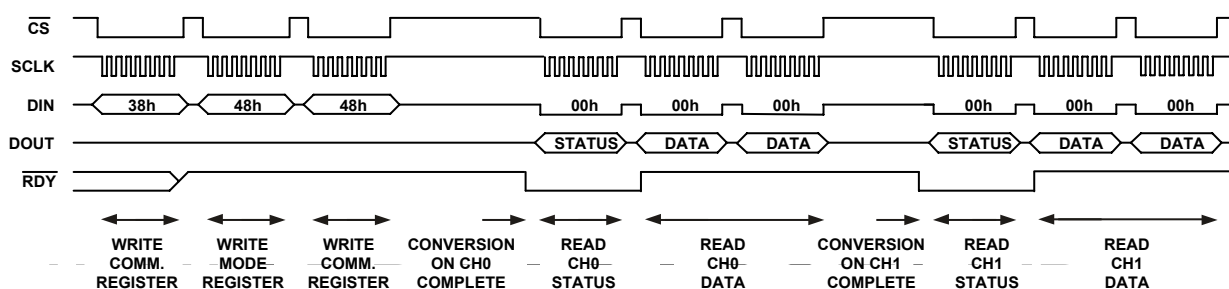 CS
SCLK
DIN 38h 48h 48h 00h 00h 00h 00h 00h 00h
DOUT STATUS DATA DATA STATUS DATA DATA
RDY
WRITE WRITE WRITE CONVERSION READ READ CONVERSION READ READ
COMM. MODE COMM. ON CH0 CH0 CH0 ON CH1 CH1 CH1
REGISTER REGISTER REGISTER COMPLETE STATUS DATA COMPLETE STATUS DATA